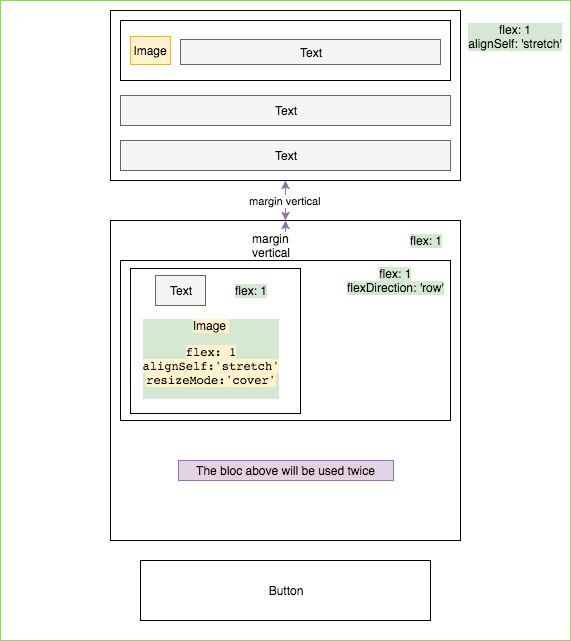 flex: 1
alignSelf: 'stretch'
Image
Text
Text
Text
margin vertical
margin
vertical
flex: 1
flex: 1
flexDirection: 'row'
Text
flex: 1
Image
flex: 1
alignSelf:'stretch'
resizeMode:'cover'
The bloc above will be used twice
Button